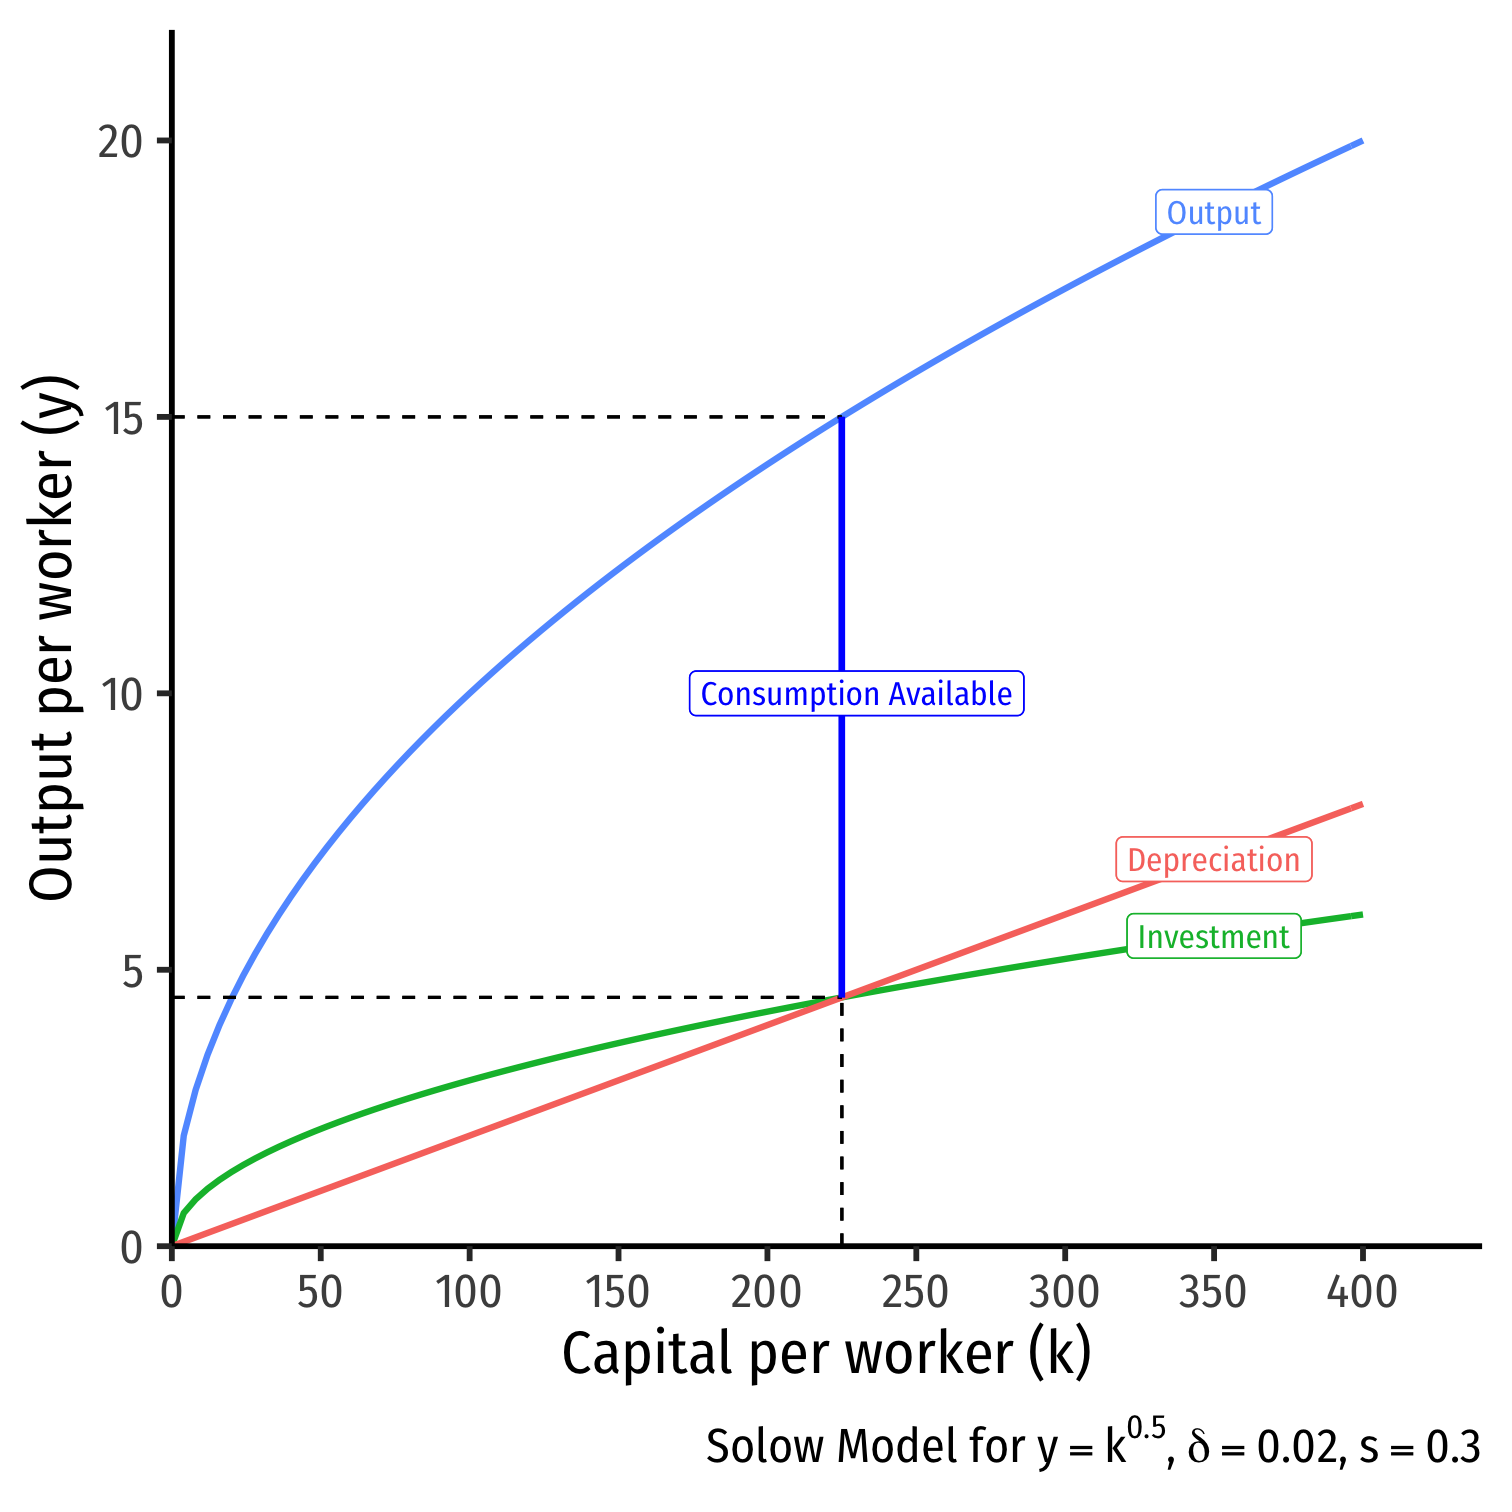 Output per worker (y)
20
15
10
5
0
Output
Consumption Available
Depreciation
Investment
0 50 100 150 200 250 300 350 400
Capital per worker (k)
Solow Model for y = k^0.5, δ = 0.02, s = 0.3